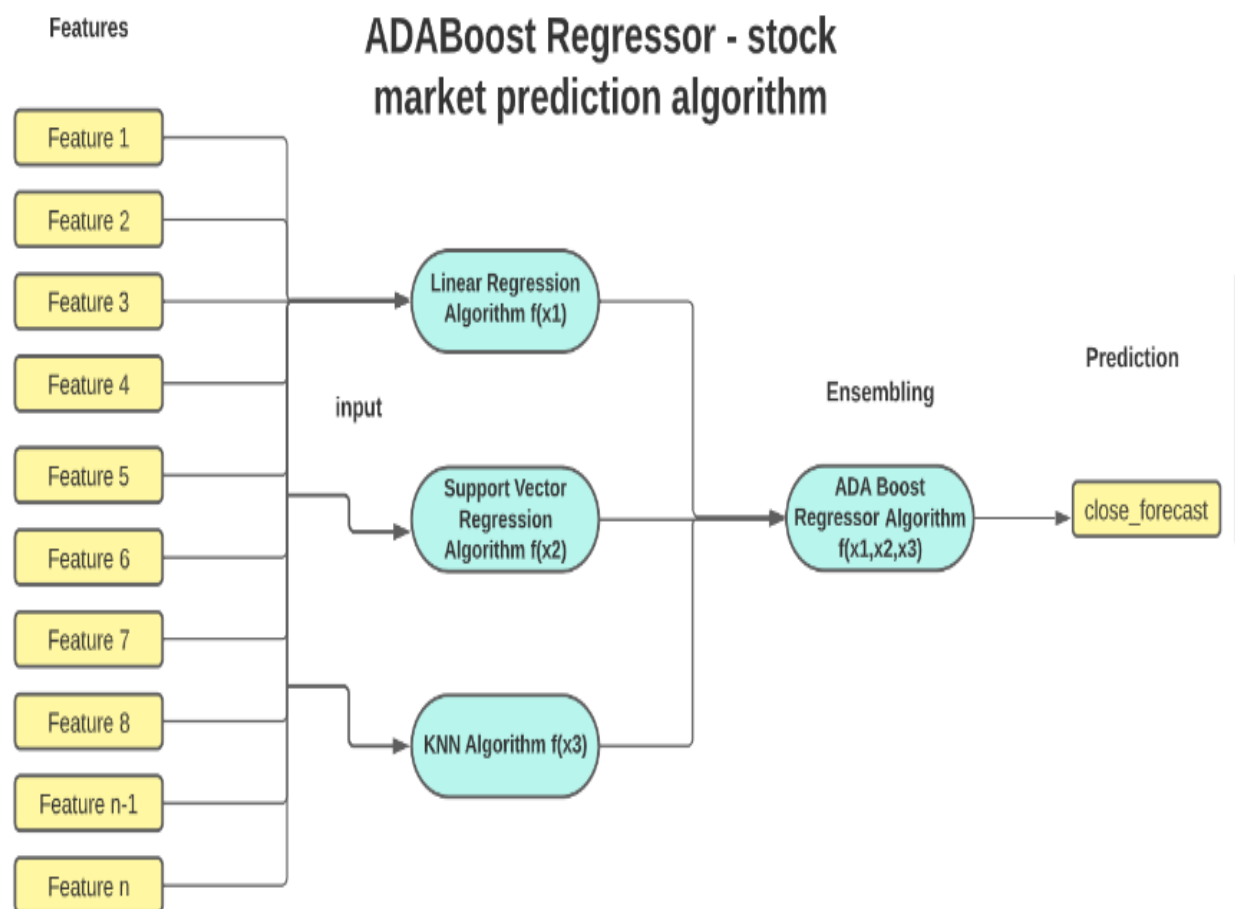 Features
ADABoost Regressor - stock
market prediction algorithm
Feature 1
Feature 2
Feature 3
Feature 4
Feature 5
Feature 6
Feature 7
Feature 8
Feature n-1
Feature n
input
Linear Regression
Algorithm f(x1)
Support Vector
Regression
Algorithm f(x2)
KNN Algorithm f(x3)
Ensembling
ADA Boost
Regressor Algorithm
f(x1,x2,x3)
Prediction
close_forecast